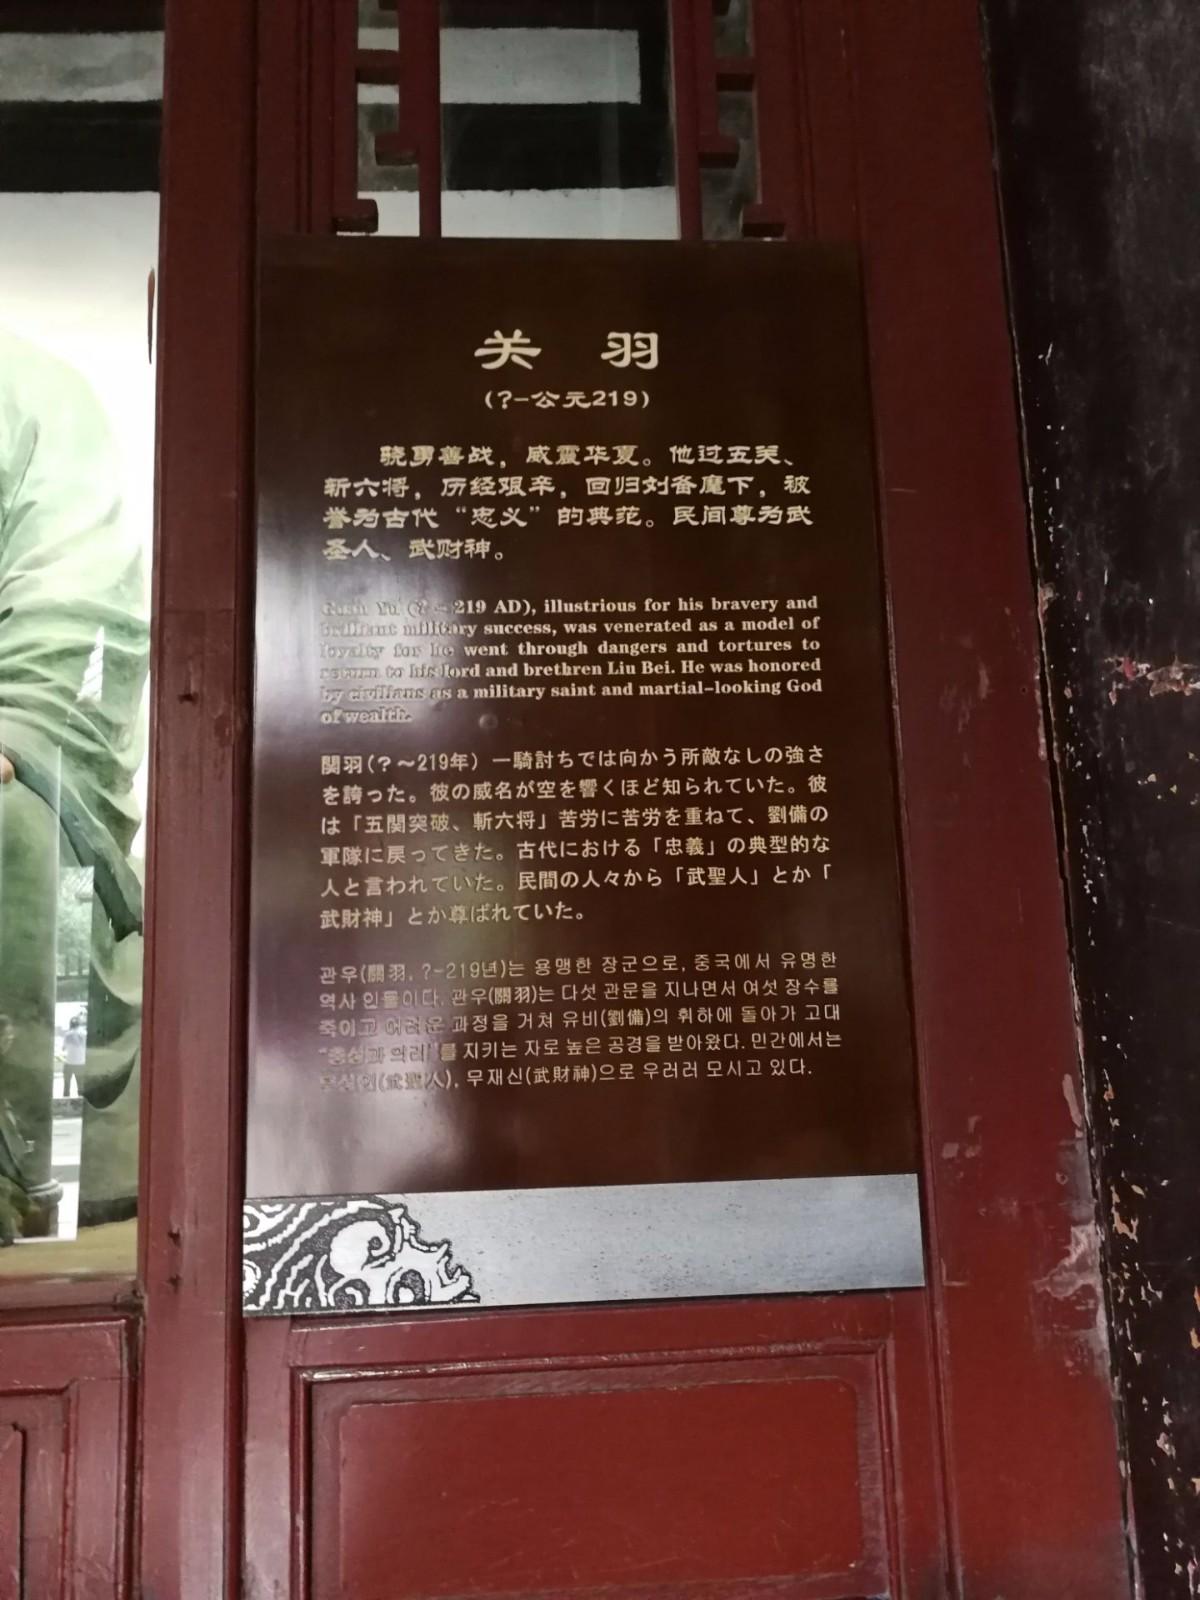 关 羽
(?-公元219)
骁勇善战，威震华夏。他过五关、
斩六将，历经艰辛，回归刘备麾下，被
誉为古代“忠义”的典范。民间尊为武
圣人、武财神。
Guan Yu (? - 219 AD), illustrious for his bravery and
brilliant military success, was venerated as a model of
loyalty for he went through dangers and tortures to
return to his lord and brethren Liu Bei. He was honored
by civilians as a military saint and martial-looking God
of wealth.
関羽(？～219年) 一騎討ちでは向かう所敵なしの強さ
を誇った。彼の威名が空を響くほど知られていた。彼
は「五関突破、斬六将」苦労に苦労を重ねて、劉備の
軍隊に戻ってきた。古代における「忠義」の典型的な
人と言われていた。民間の人々から「武聖人」とか「
武財神」とか尊ばれていた。
관우(關羽, ?-219년)는 용맹한 장군으로, 중국에서 유명한
역사 인물이다. 관우(關羽)는 다섯 관문을 지나면서 여섯 장수를
죽이고 어려운 과정을 거쳐 유비(劉備)의 휘하에 돌아가 고대
"충성과 의리"를 지키는 자로 높은 공경을 받아왔다. 민간에서는
무성인(武聖人), 무재신(武財神)으로 우러러 모시고 있다.